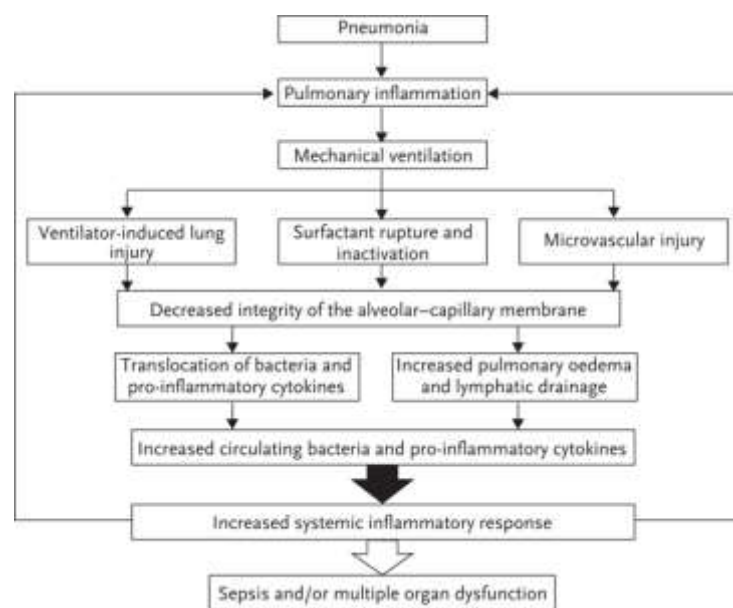 Pneumonia
Pulmonary inflammation
Mechanical ventilation
Ventilator-induced lung
injury
Surfactant rupture and
inactivation
Microvascular injury
Decreased integrity of the alveolar–capillary membrane
Translocation of bacteria and
pro-inflammatory cytokines
Increased pulmonary oedema
and lymphatic drainage
Increased circulating bacteria and pro-inflammatory cytokines
Increased systemic inflammatory response
Sepsis and/or multiple organ dysfunction